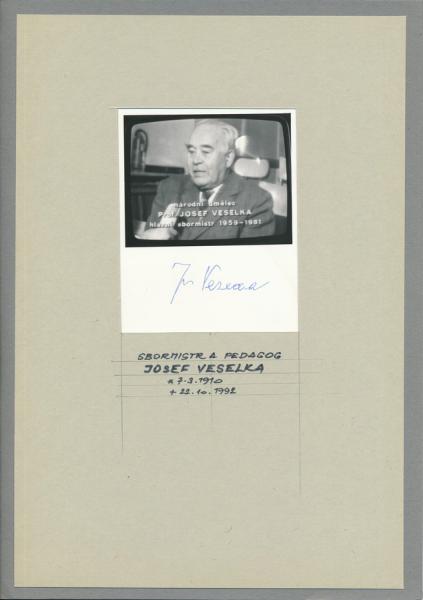 národní umělec
Prof. JOSEF VESELKA
hlavní sbormistr 1959-1981
Jos Veselka
SBORMISTR A PEDAGOG
JOSEF VESELKA
* 7.3.1910
+ 22.10.1992